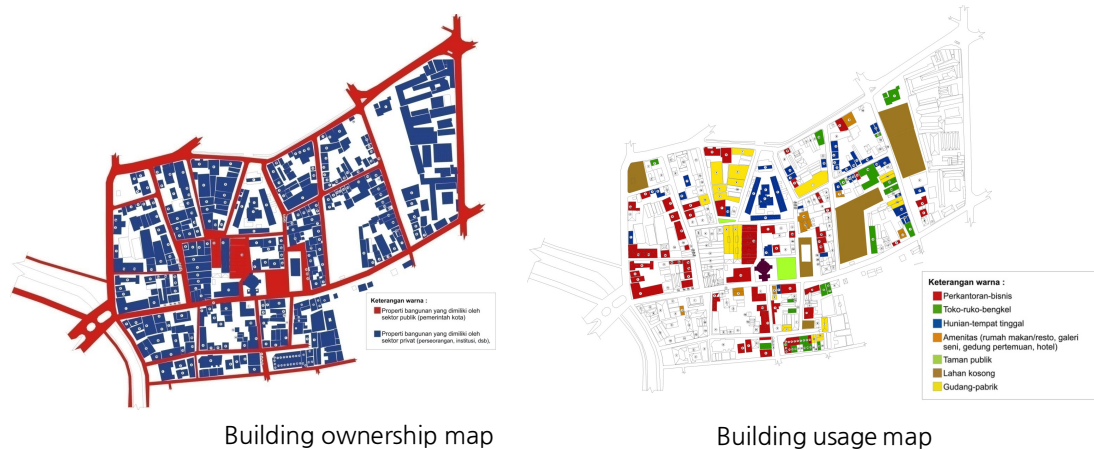 Keterangan warna :
Properti bangunan yang dimiliki oleh
sektor publik (pemerintah kota)
Properti bangunan yang dimiliki oleh
sektor privat (perseorangan, institusi, dsb),
Keterangan warna :
Perkantoran-bisnis
Toko-ruko-bengkel
Hunian-tempat tinggal
Amenitas (rumah makan/resto, galeri
seni, gedung pertemuan, hotel)
Taman publik
Lahan kosong
Gudang-pabrik
Building ownership map
Building usage map